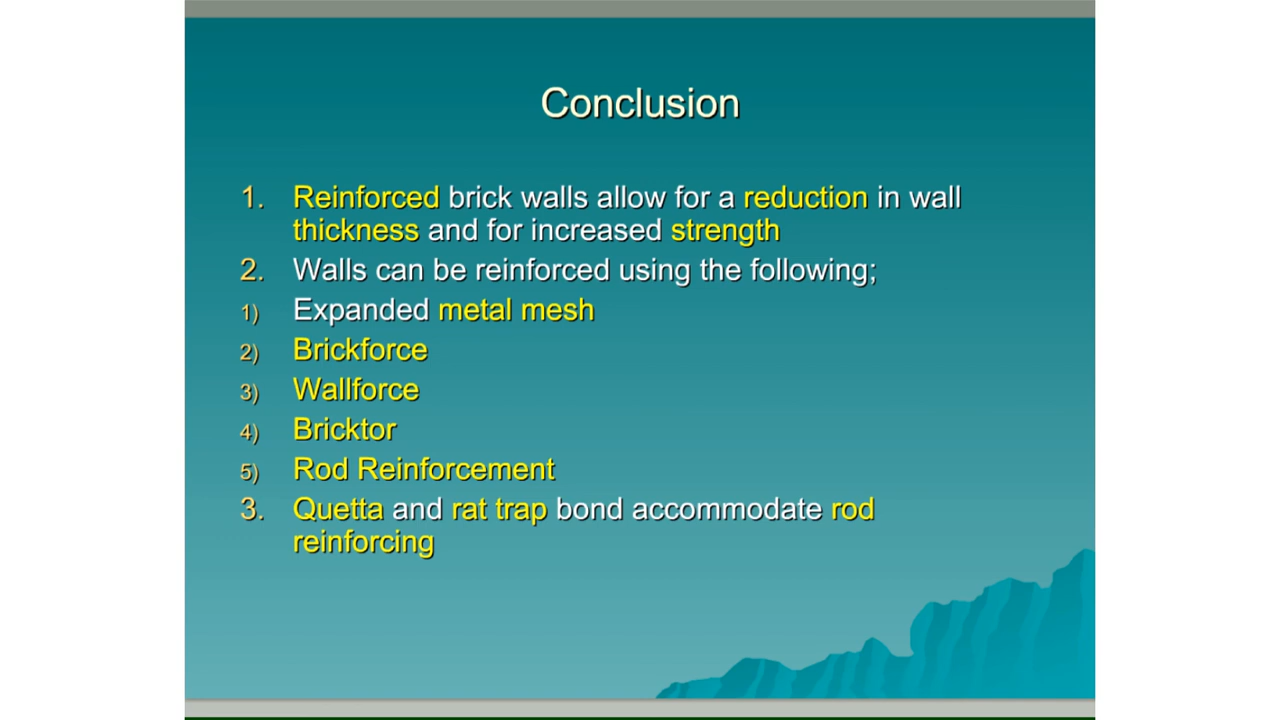 Conclusion
1. Reinforced brick walls allow for a reduction in wall
thickness and for increased strength
2. Walls can be reinforced using the following;
1) Expanded metal mesh
2) Brickforce
3) Wallforce
4) Bricktor
5) Rod Reinforcement
3. Quetta and rat trap bond accommodate rod
reinforcing